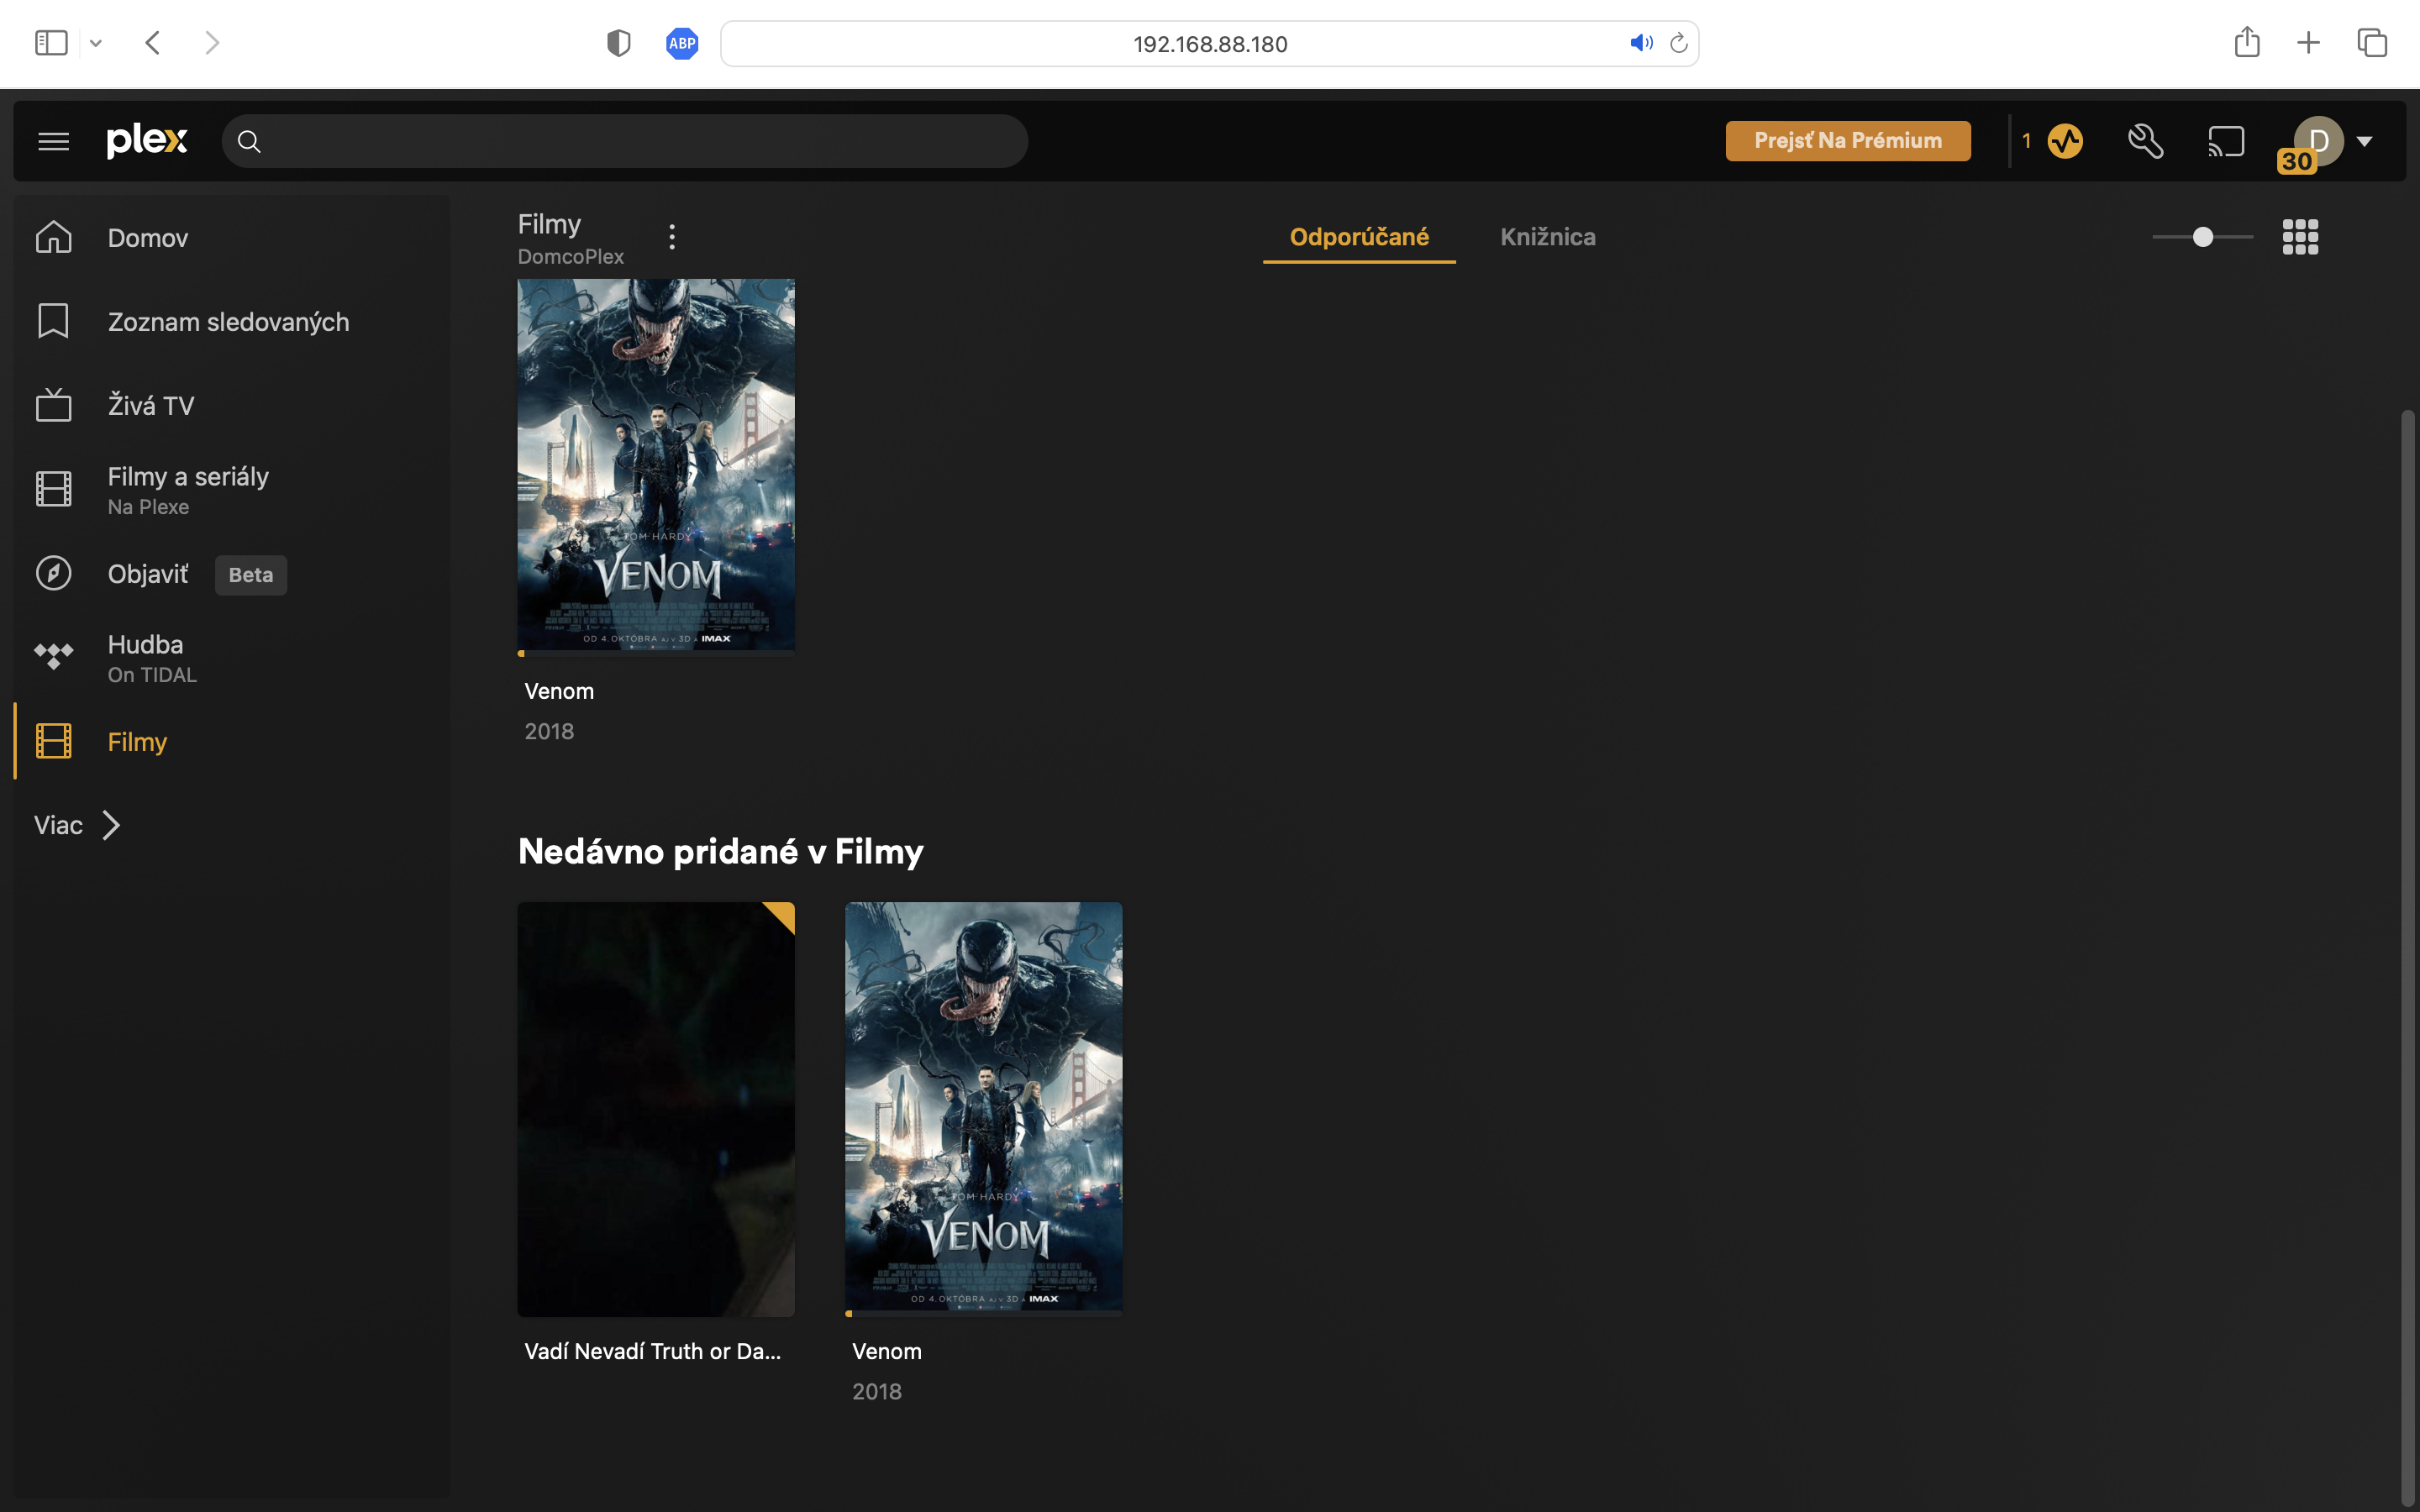 ABP
192.168.88.180
plex
Prejsť Na Prémium
1
D
30
Domov
Zoznam sledovaných
Živá TV
Filmy a seriály
Na Plexe
Objaviť
Beta
Hudba
On TIDAL
Filmy
Viac
Filmy
DomcoPlex
Odporúčané
Knižnica
TOM HARDY
VENOM
OD 4. OKTÓBRA AJ V 3D A IMAX
Venom
2018
Nedávno pridané v Filmy
TOM HARDY
VENOM
OD 4. OKTÓBRA AJ V 3D A IMAX
Vadí Nevadí Truth or Da...
Venom
2018